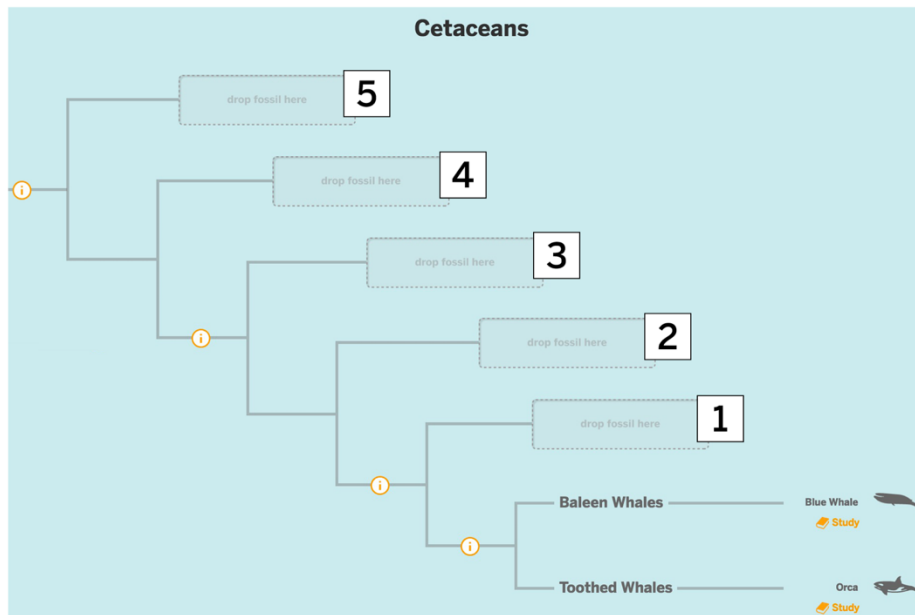 Cetaceans
drop fossil here
5
drop fossil here
4
drop fossil here
3
drop fossil here
2
drop fossil here
1
Baleen Whales
Blue Whale
Study
Toothed Whales
Orca
Study